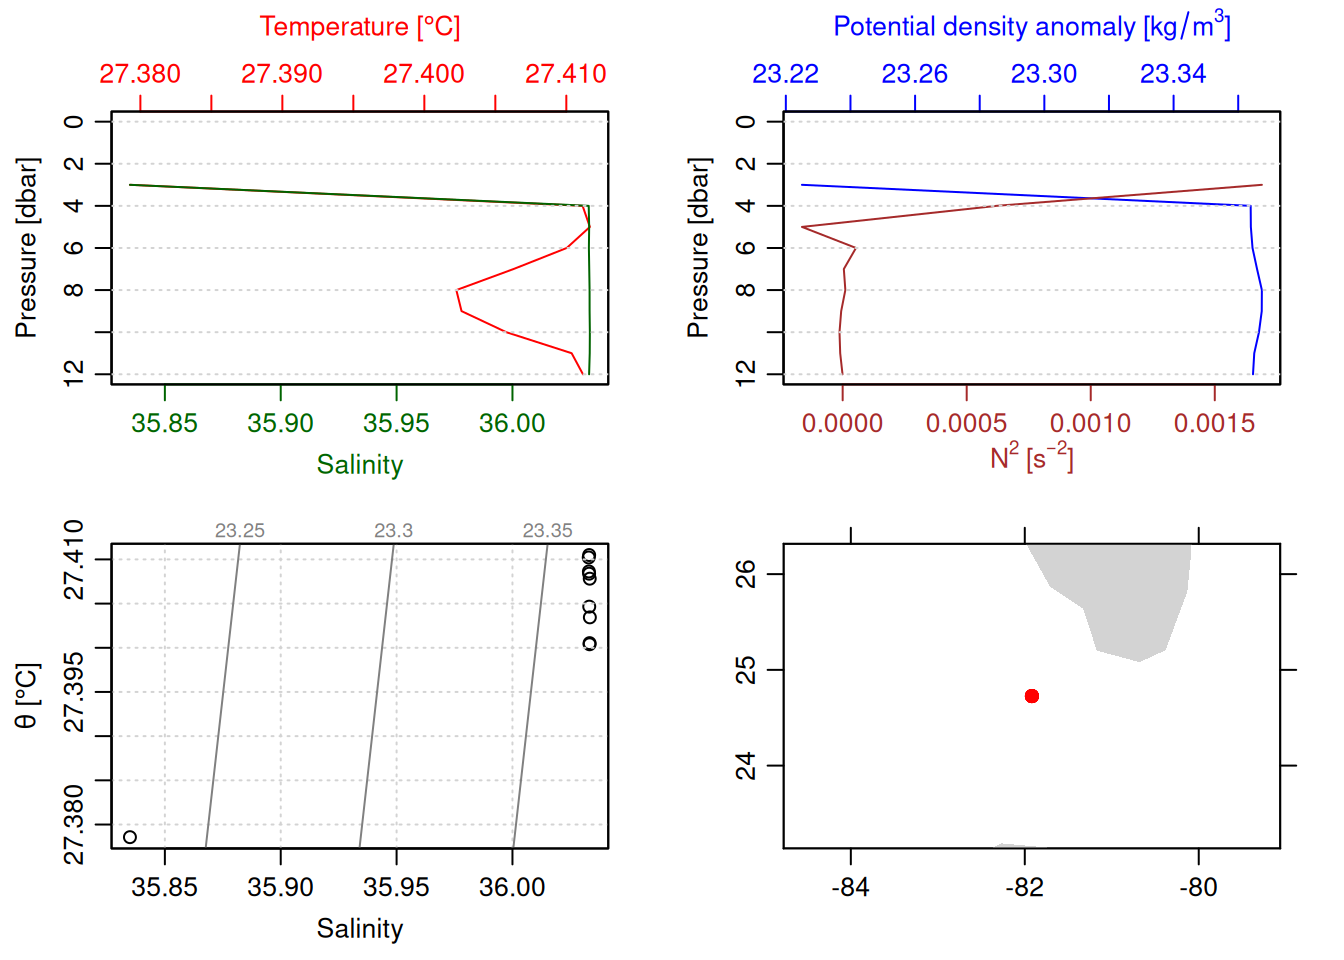 Temperature [°C]
27.380 27.390 27.400 27.410
Pressure [dbar]
0
2
4
6
8
12
35.85 35.90 35.95 36.00
Salinity
Potential density anomaly [kg/m³]
23.22 23.26 23.30 23.34
Pressure [dbar]
0
2
4
6
8
12
0.0000 0.0005 0.0010 0.0015
N² [s⁻²]
23.25 23.3 23.35
θ [°C]
27.410
27.395
27.380
35.85 35.90 35.95 36.00
Salinity
26
25
24
-84 -82 -80